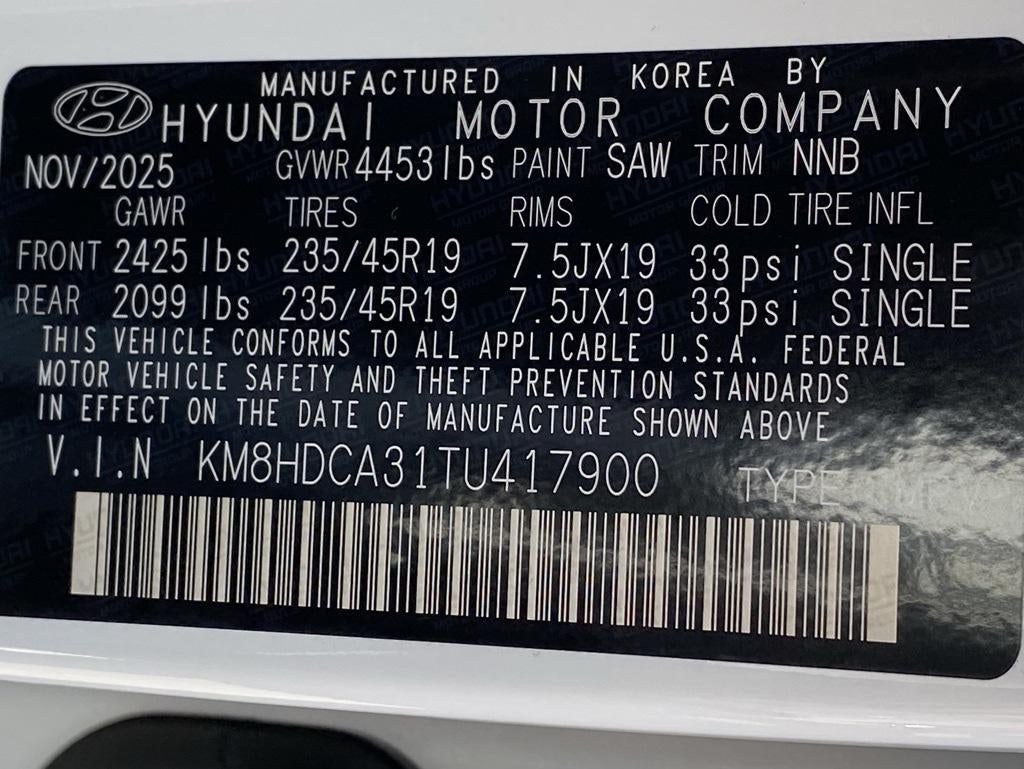 MANUFACTURED IN KOREA BY
HYUNDAI MOTOR COMPANY
NOV/2025 GVWR 4453lbs PAINT SAW TRIM NNB
GAWR TIRES RIMS COLD TIRE INFL
FRONT 2425 lbs 235/45R19 7.5JX19 33psi SINGLE
REAR 2099 lbs 235/45R19 7.5JX19 33psi SINGLE
THIS VEHICLE CONFORMS TO ALL APPLICABLE U.S.A. FEDERAL
MOTOR VEHICLE SAFETY AND THEFT PREVENTION STANDARDS
IN EFFECT ON THE DATE OF MANUFACTURE SHOWN ABOVE
V.I.N KM8HDCA31TU417900 TYPE